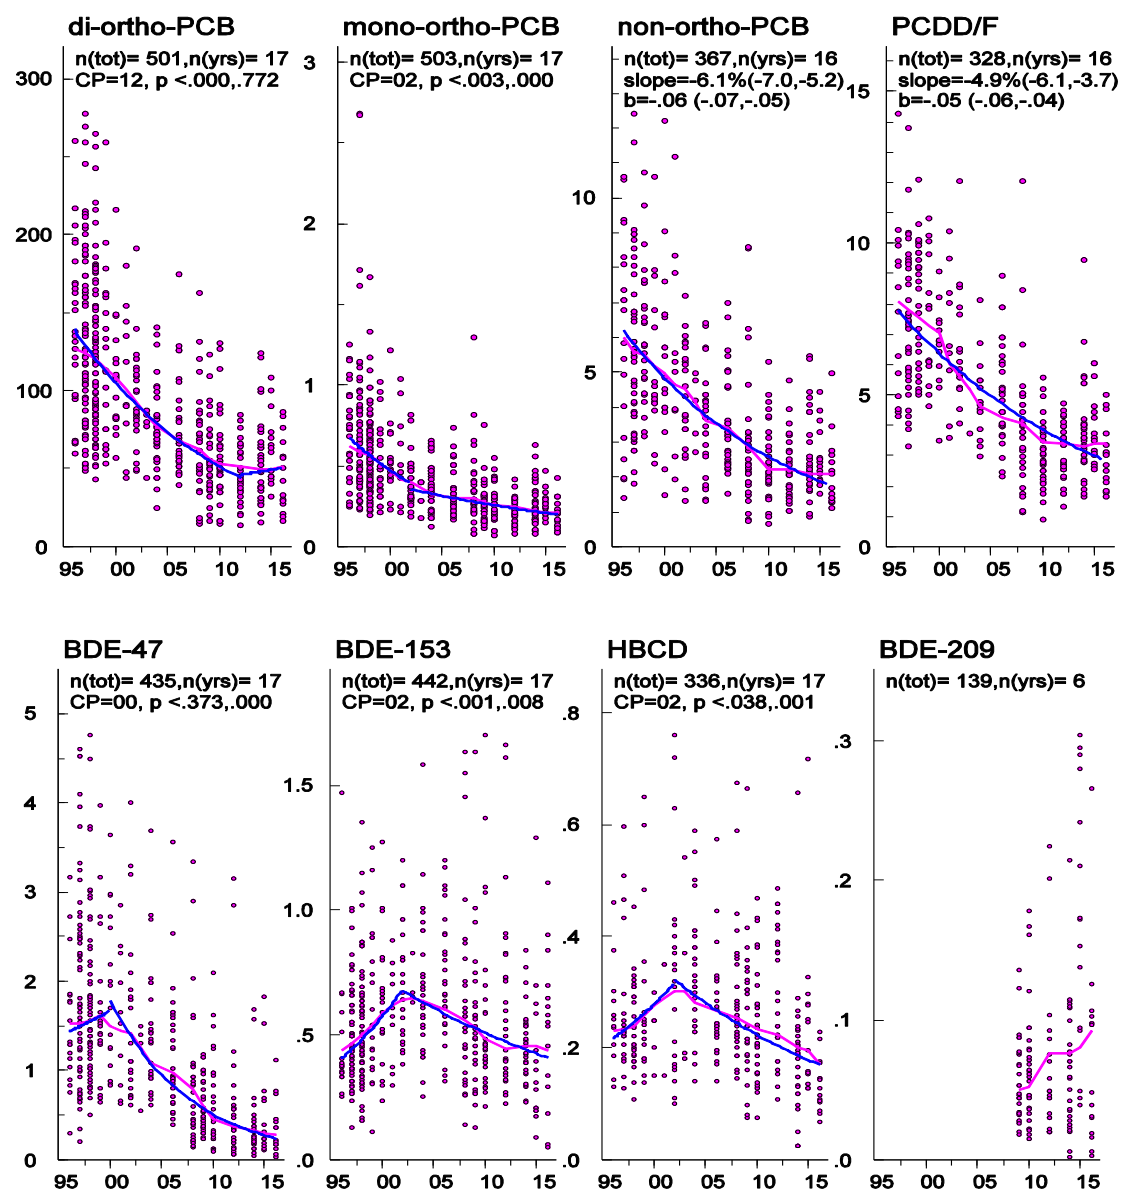 di-ortho-PCB
n(tot)= 501,n(yrs)= 17
CP=12, p <.000,.772
300
200
100
0
95 00 05 10 15
mono-ortho-PCB
n(tot)= 503,n(yrs)= 17
CP=02, p <.003,.000
3
2
1
0
95 00 05 10 15
non-ortho-PCB
n(tot)= 367,n(yrs)= 16
slope=-6.1%(-7.0,-5.2)
b=-.06 (-.07,-.05)
10
5
0
95 00 05 10 15
PCDD/F
n(tot)= 328,n(yrs)= 16
slope=-4.9%(-6.1,-3.7)
b=-.05 (-.06,-.04)
15
10
5
0
95 00 05 10 15
BDE-47
n(tot)= 435,n(yrs)= 17
CP=00, p <.373,.000
5
4
3
2
1
0
95 00 05 10 15
BDE-153
n(tot)= 442,n(yrs)= 17
CP=02, p <.001,.008
1.5
1.0
.5
.0
95 00 05 10 15
HBCD
n(tot)= 336,n(yrs)= 17
CP=02, p <.038,.001
.8
.6
.4
.2
.0
95 00 05 10 15
BDE-209
n(tot)= 139,n(yrs)= 6
.3
.2
.1
.0
95 00 05 10 15